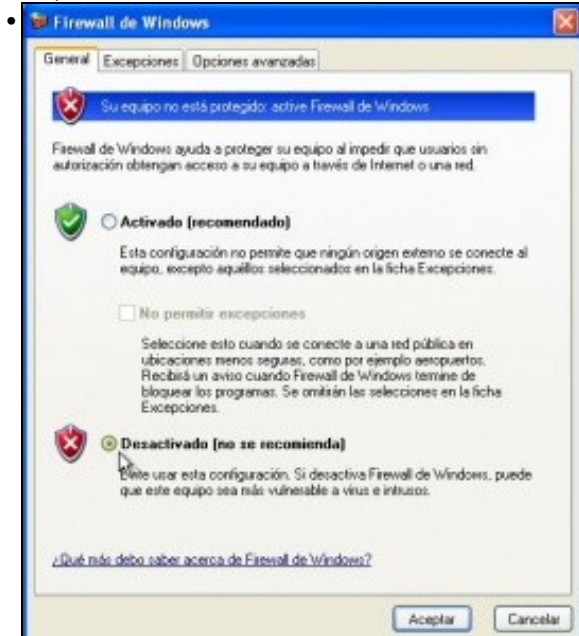 Firewall de Windows
General Excepciones Opciones avanzadas
Su equipo no está protegido: active Firewall de Windows
Firewall de Windows ayuda a proteger su equipo al impedir que usuarios sin
autorización obtengan acceso a su equipo a través de Internet o una red.
Activado (recomendado)
Esta configuración no permite que ningún origen externo se conecte al
equipo, excepto aquéllos seleccionados en la ficha Excepciones.
No permitir excepciones
Seleccione esto cuando se conecte a una red pública en
ubicaciones menos seguras, como por ejemplo aeropuertos.
Recibirá un aviso cuando Firewall de Windows termine de
bloquear los programas. Se omitirán las selecciones en la ficha
Excepciones.
Desactivado (no se recomienda)
Evite usar esta configuración. Si desactiva Firewall de Windows, puede
que este equipo sea más vulnerable a virus e intrusos.
¿Qué más debo saber acerca de Firewall de Windows?
Aceptar Cancelar